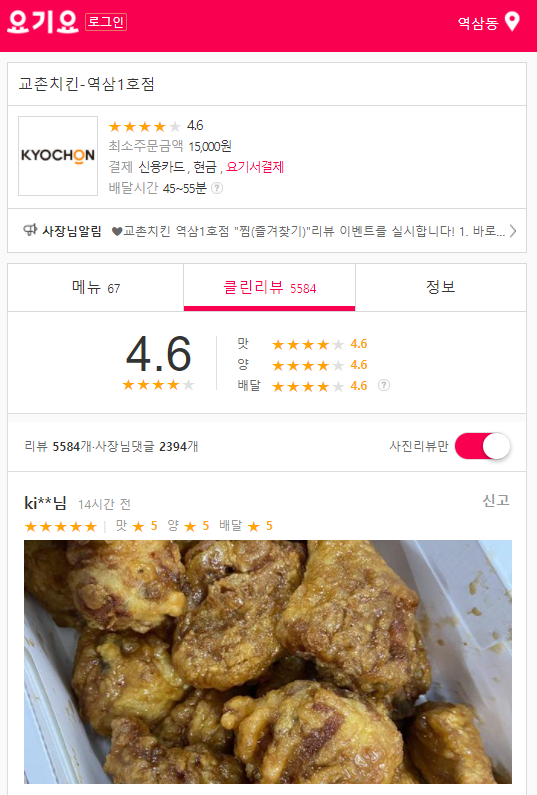 요기요 로그인 역삼동
교촌치킨-역삼1호점
KYOCHON
★★★★★ 4.6
최소주문금액 15,000원
결제 신용카드 , 현금 , 요기서결제
배달시간 45~55분 ?
사장님알림 ♥교촌치킨 역삼1호점 "찜(즐겨찾기)"리뷰 이벤트를 실시합니다! 1. 바로...
메뉴 67 클린리뷰 5584 정보
4.6
★★★★★
맛 ★★★★★ 4.6
양 ★★★★★ 4.6
배달 ★★★★★ 4.6 ?
리뷰 5584개·사장님댓글 2394개 사진리뷰만
ki**님 14시간 전 신고
★★★★★ | 맛 ★ 5 양 ★ 5 배달 ★ 5